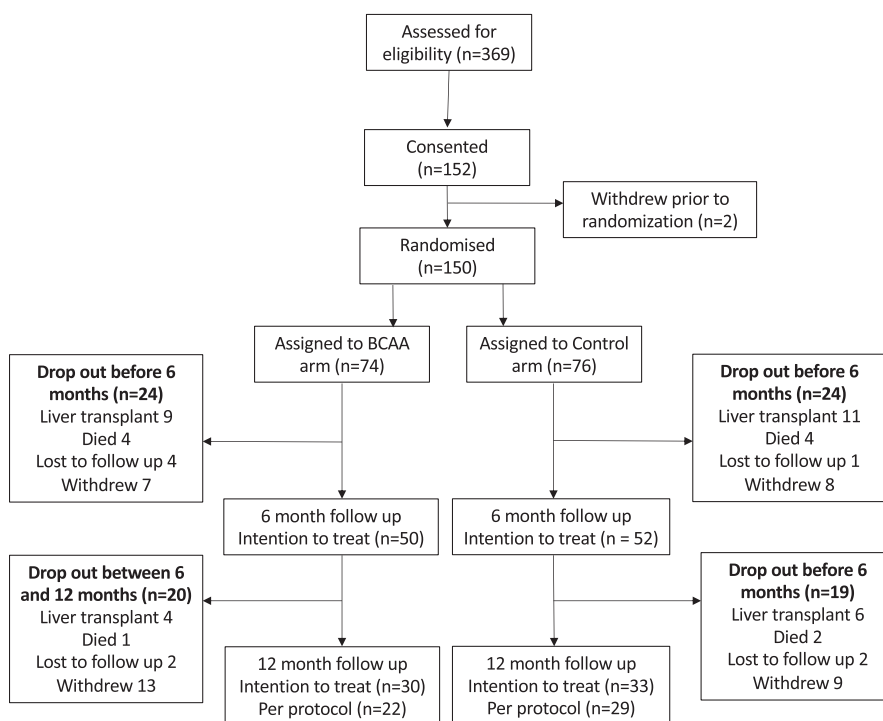 Assessed for
eligibility (n=369)
Consented
(n=152)
Withdrew prior to
randomization (n=2)
Randomised
(n=150)
Assigned to BCAA
arm (n=74)
Assigned to Control
arm (n=76)
Drop out before 6
months (n=24)
Liver transplant 9
Died 4
Lost to follow up 4
Withdrew 7
Drop out before 6
months (n=24)
Liver transplant 11
Died 4
Lost to follow up 1
Withdrew 8
6 month follow up
Intention to treat (n=50)
6 month follow up
Intention to treat (n = 52)
Drop out between 6
and 12 months (n=20)
Liver transplant 4
Died 1
Lost to follow up 2
Withdrew 13
Drop out before 6
months (n=19)
Liver transplant 6
Died 2
Lost to follow up 2
Withdrew 9
12 month follow up
Intention to treat (n=30)
Per protocol (n=22)
12 month follow up
Intention to treat (n=33)
Per protocol (n=29)